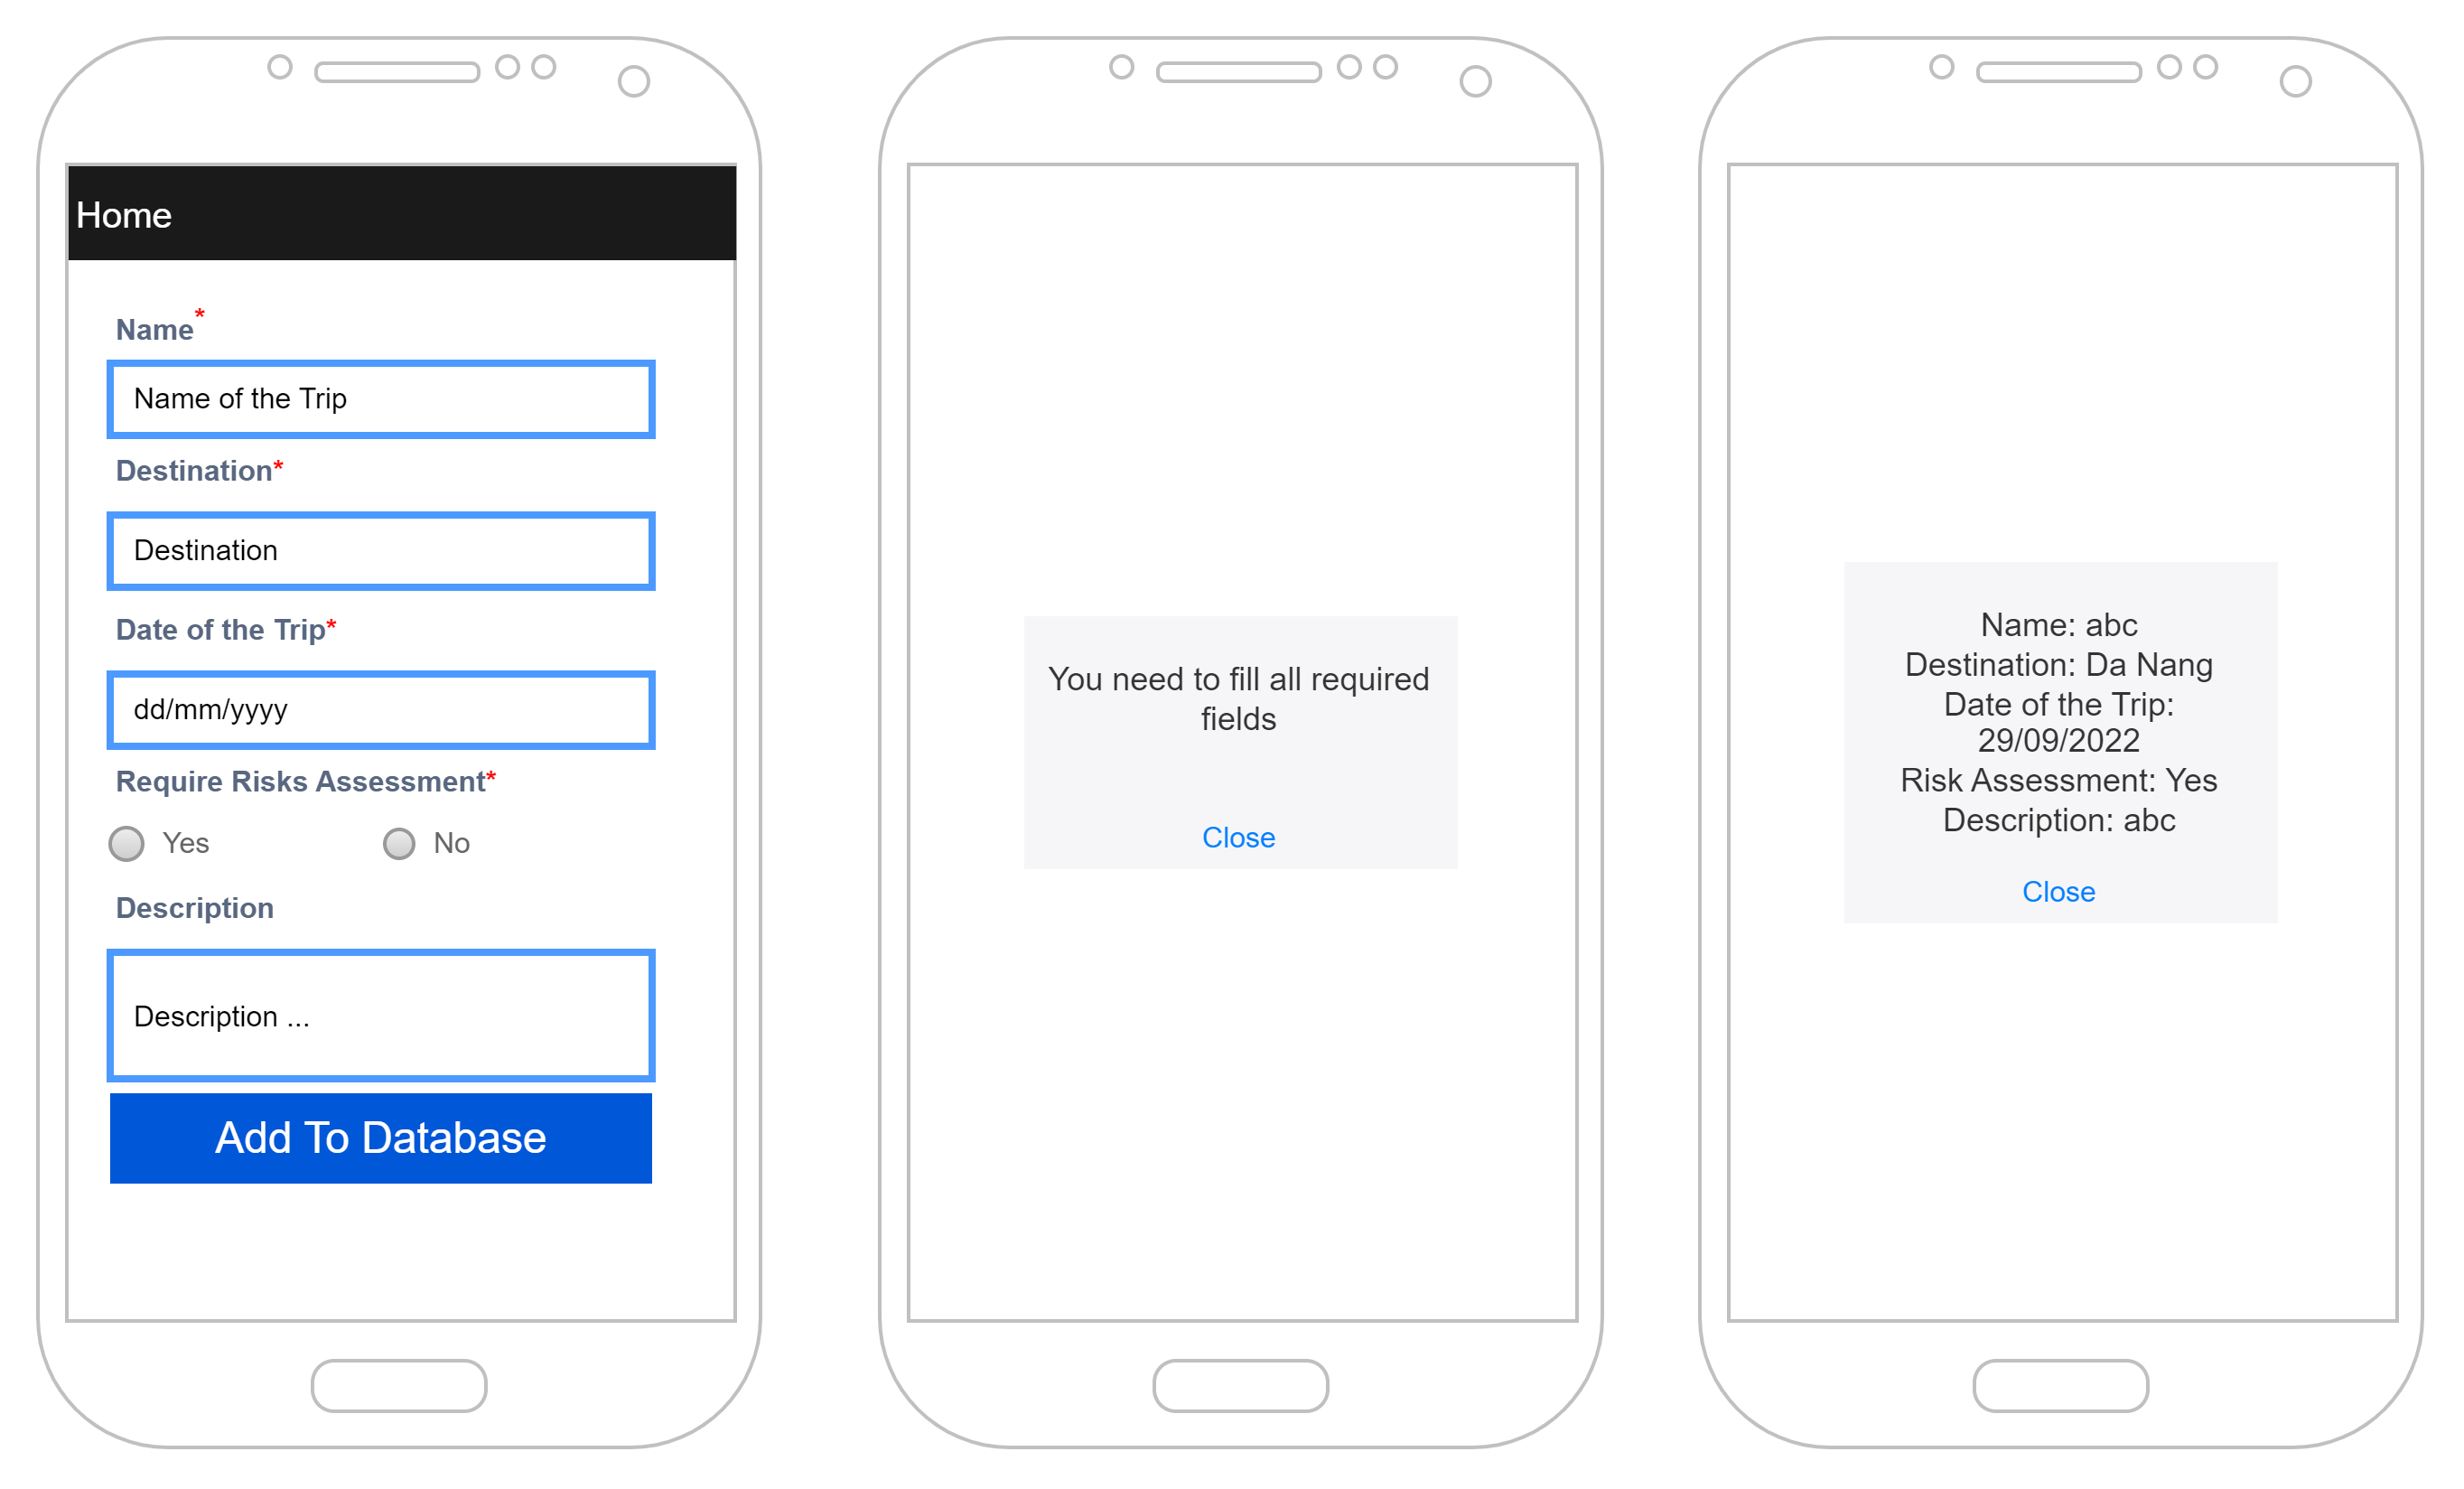 Home
Name*
Name of the Trip
Destination*
Destination
Date of the Trip*
dd/mm/yyyy
Require Risks Assessment*
Yes No
Description
Description ...
Add To Database
You need to fill all required
fields
Close
Name: abc
Destination: Da Nang
Date of the Trip:
29/09/2022
Risk Assessment: Yes
Description: abc
Close